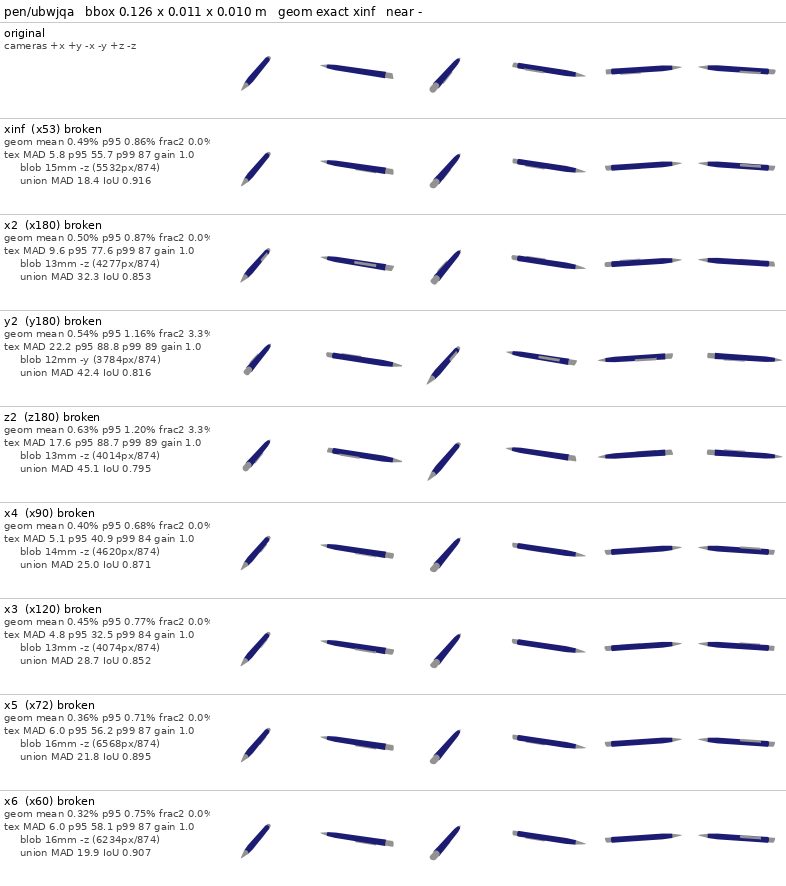 pen/ubwjqa bbox 0.126 x 0.011 x 0.010 m geom exact xinf near -
original
cameras +x +y -x -y +z -z
xinf (x53) broken
geom mean 0.49% p95 0.86% frac2 0.0%
tex MAD 5.8 p95 55.7 p99 87 gain 1.0
blob 15mm -z (5532px/874)
union MAD 18.4 IoU 0.916
x2 (x180) broken
geom mean 0.50% p95 0.87% frac2 0.0%
tex MAD 9.6 p95 77.6 p99 89 gain 1.0
blob 13mm -z (4277px/874)
union MAD 32.3 IoU 0.853
y2 (y180) broken
geom mean 0.54% p95 1.16% frac2 3.3%
tex MAD 22.2 p95 88.8 p99 89 gain 1.0
blob 12mm -y (3784px/874)
union MAD 42.4 IoU 0.816
z2 (z180) broken
geom mean 0.63% p95 1.20% frac2 3.3%
tex MAD 17.6 p95 88.7 p99 89 gain 1.0
blob 13mm -z (4014px/874)
union MAD 45.1 IoU 0.795
x4 (x90) broken
geom mean 0.40% p95 0.68% frac2 0.0%
tex MAD 5.1 p95 40.9 p99 84 gain 1.0
blob 14mm -z (4620px/874)
union MAD 25.0 IoU 0.871
x3 (x120) broken
geom mean 0.45% p95 0.77% frac2 0.0%
tex MAD 4.8 p95 32.5 p99 84 gain 1.0
blob 13mm -z (4074px/874)
union MAD 28.7 IoU 0.852
x5 (x72) broken
geom mean 0.36% p95 0.71% frac2 0.0%
tex MAD 6.0 p95 56.2 p99 87 gain 1.0
blob 16mm -z (6568px/874)
union MAD 21.8 IoU 0.895
x6 (x60) broken
geom mean 0.32% p95 0.75% frac2 0.0%
tex MAD 6.0 p95 58.1 p99 87 gain 1.0
blob 16mm -z (6234px/874)
union MAD 19.9 IoU 0.907